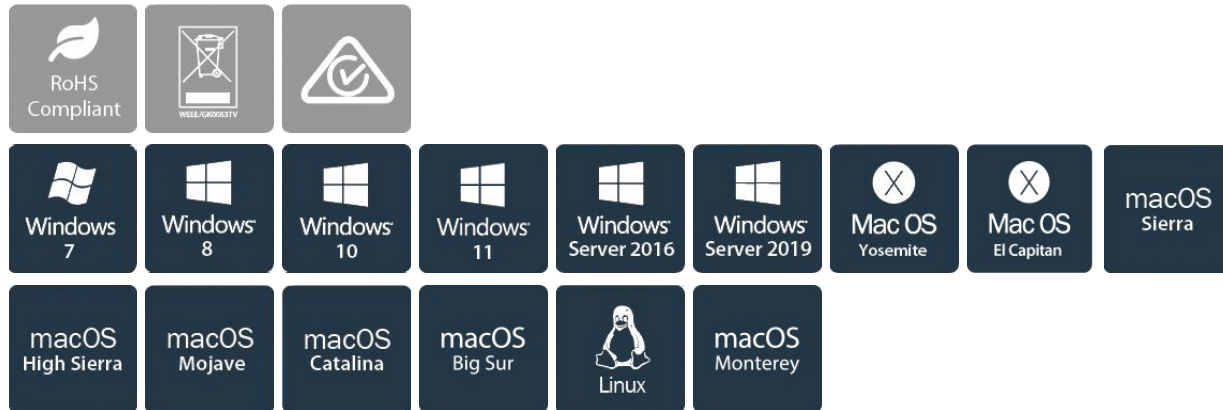 RoHS
Compliant
WEEE/GK0083TV
Windows
7
Windows
8
Windows
10
Windows
11
Windows
Server 2016
Windows
Server 2019
X
Mac OS
Yosemite
X
Mac OS
El Capitan
macOS
Sierra
macOS
High Sierra
macOS
Mojave
macOS
Catalina
macOS
Big Sur
Linux
macOS
Monterey